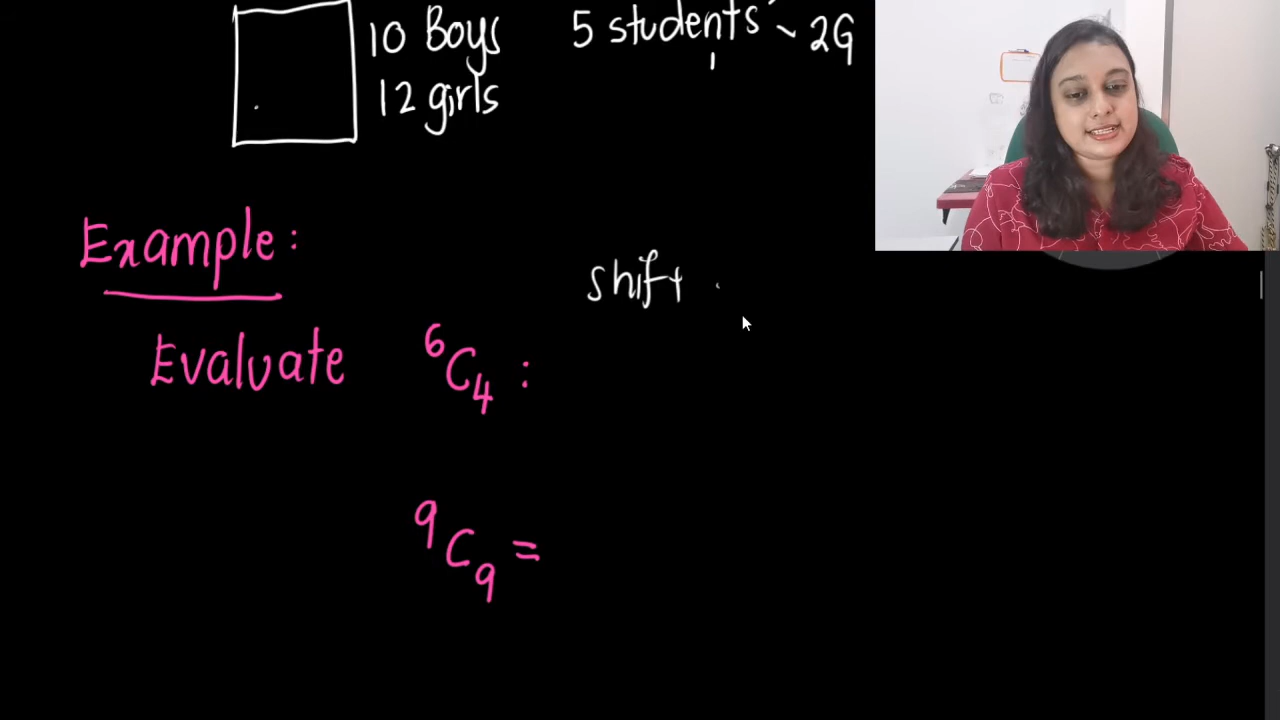 10 Boys 5 students 2G
12 girls
Example:
shift
Evaluate ⁶C₄ :
⁹C₉ =